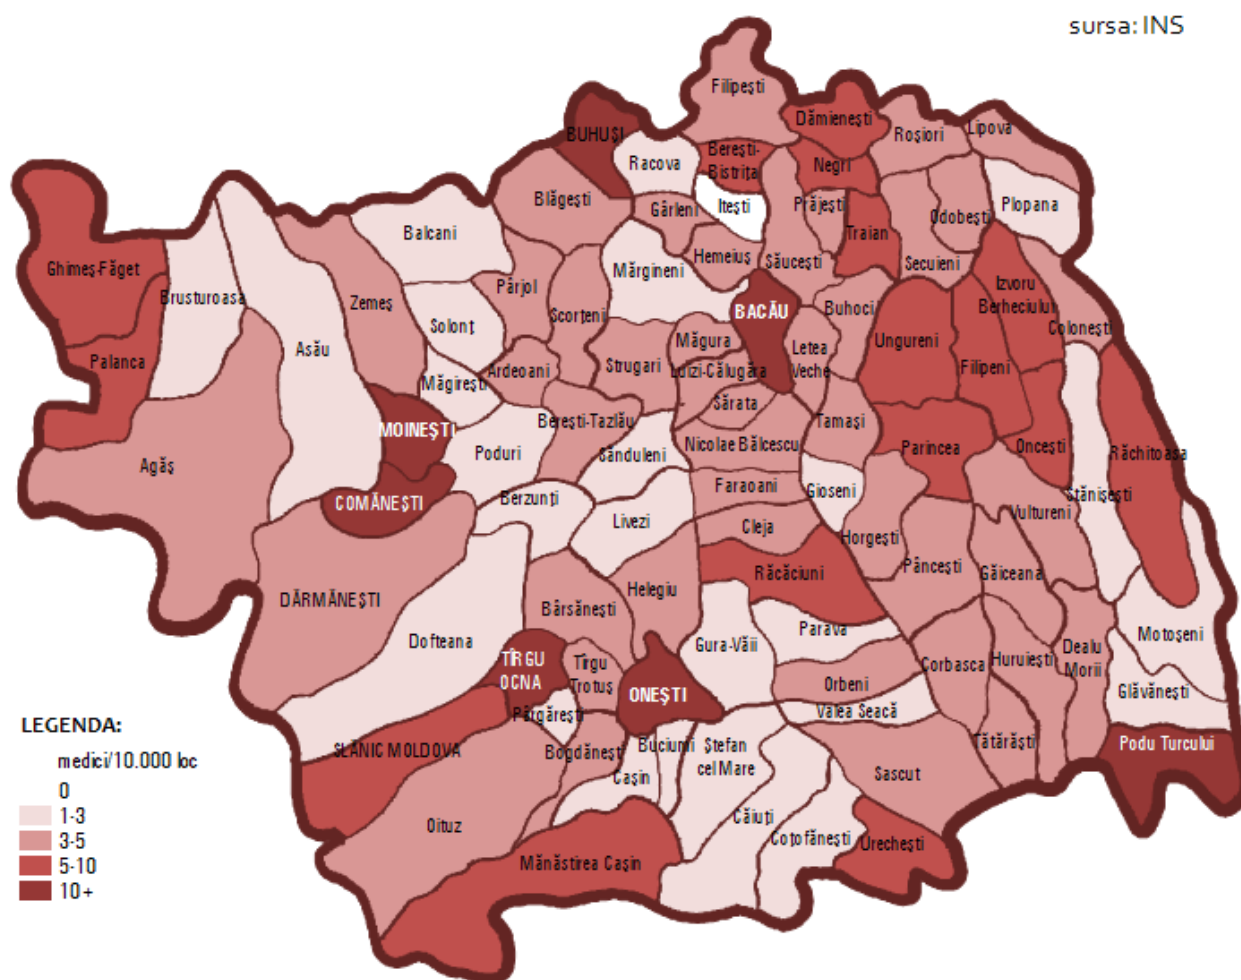 sursa: INS
Filipești
Dămienești
Roșiori
Lipova
BUHUȘI
Racova
Berești-
Bistrița
Negri
Blăgești
Gârleni
Itești
Prăjești
Odobești
Plopana
Balcani
Traian
Ghimeș-Făget
Hemeiuș
Săucești
Secuieni
Mărgineni
Izvoru
Berheciului
Brusturoasa
Zemeș
Pârjol
Scorțeni
BACĂU
Buhoci
Colonești
Solonț
Ungureni
Asău
Măgura
Letea
Veche
Palanca
Strugari
Filipeni
Ardeoani
Luizi-Călugăra
Măgirești
Sărata
Berești-Tazlău
Tamași
MOINEȘTI
Nicolae Bălcescu
Parincea
Oncești
Răchitoasa
Poduri
Sănduleni
Agăș
Faraoani
Gioseni
Stănișești
COMĂNEȘTI
Berzunți
Vultureni
Livezi
Cleja
Horgești
Răcăciuni
Pâncești
Găiceana
Helegiu
DĂRMĂNEȘTI
Bârsănești
Parava
Motoșeni
Dofteana
Gura-Văii
Dealu
Morii
TÎRGU
OCNA
Tîrgu
Trotuș
Corbasca
Huruiești
Orbeni
ONEȘTI
Glăvănești
Pârgărești
Valea Seacă
LEGENDA:
SLĂNIC MOLDOVA
Bogdănești
Buciumi
Ștefan
cel Mare
Tătărăști
Podu Turcului
medici/10.000 loc
Cașin
Sascut
0
1-3
Oituz
Căiuți
3-5
Coțofănești
Urechești
5-10
Mănăstirea Cașin
10+